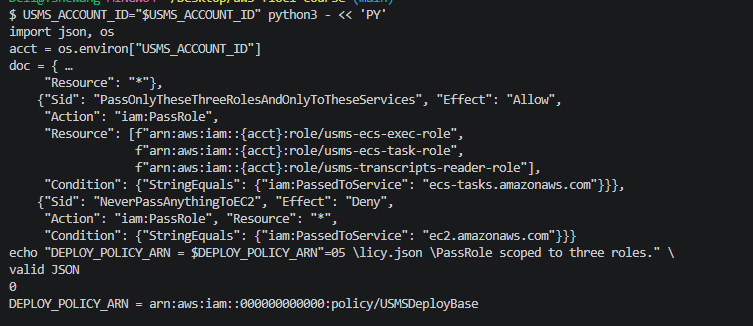 $ USMS_ACCOUNT_ID="$USMS_ACCOUNT_ID" python3 - << 'PY'
import json, os
acct = os.environ["USMS_ACCOUNT_ID"]
doc = { …
"Resource": "*"},
{"Sid": "PassOnlyTheseThreeRolesAndOnlyToTheseServices", "Effect": "Allow",
"Action": "iam:PassRole",
"Resource": [f"arn:aws:iam::{acct}:role/usms-ecs-exec-role",
f"arn:aws:iam::{acct}:role/usms-ecs-task-role",
f"arn:aws:iam::{acct}:role/usms-transcripts-reader-role"],
"Condition": {"StringEquals": {"iam:PassedToService": "ecs-tasks.amazonaws.com"}}},
{"Sid": "NeverPassAnythingToEC2", "Effect": "Deny",
"Action": "iam:PassRole", "Resource": "*",
"Condition": {"StringEquals": {"iam:PassedToService": "ec2.amazonaws.com"}}}
echo "DEPLOY_POLICY_ARN = $DEPLOY_POLICY_ARN"=05 \licy.json \PassRole scoped to three roles." \
valid JSON
0
DEPLOY_POLICY_ARN = arn:aws:iam::000000000000:policy/USMSDeployBase